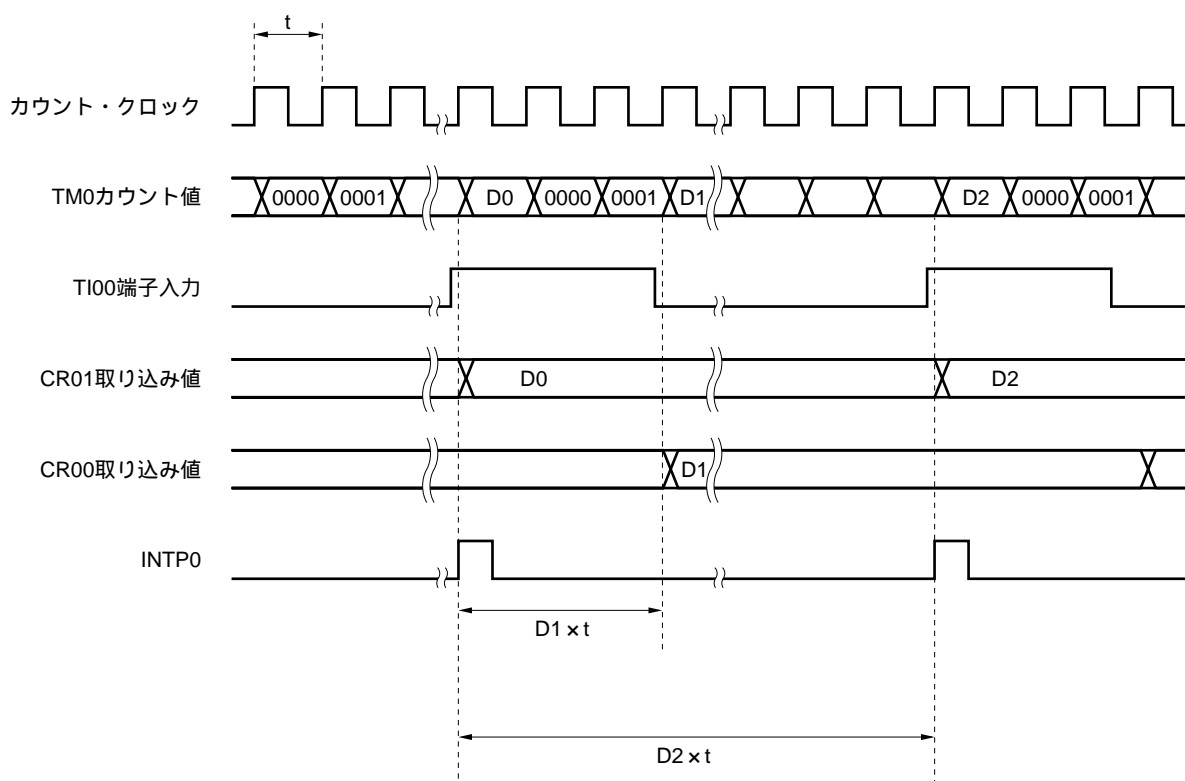 t
カウント・クロック
TM0カウント値
0000 0001 D0 0000 0001 D1 D2 0000 0001
TI00端子入力
CR01取り込み値
D0 D2
CR00取り込み値
D1
INTP0
D1×t
D2×t